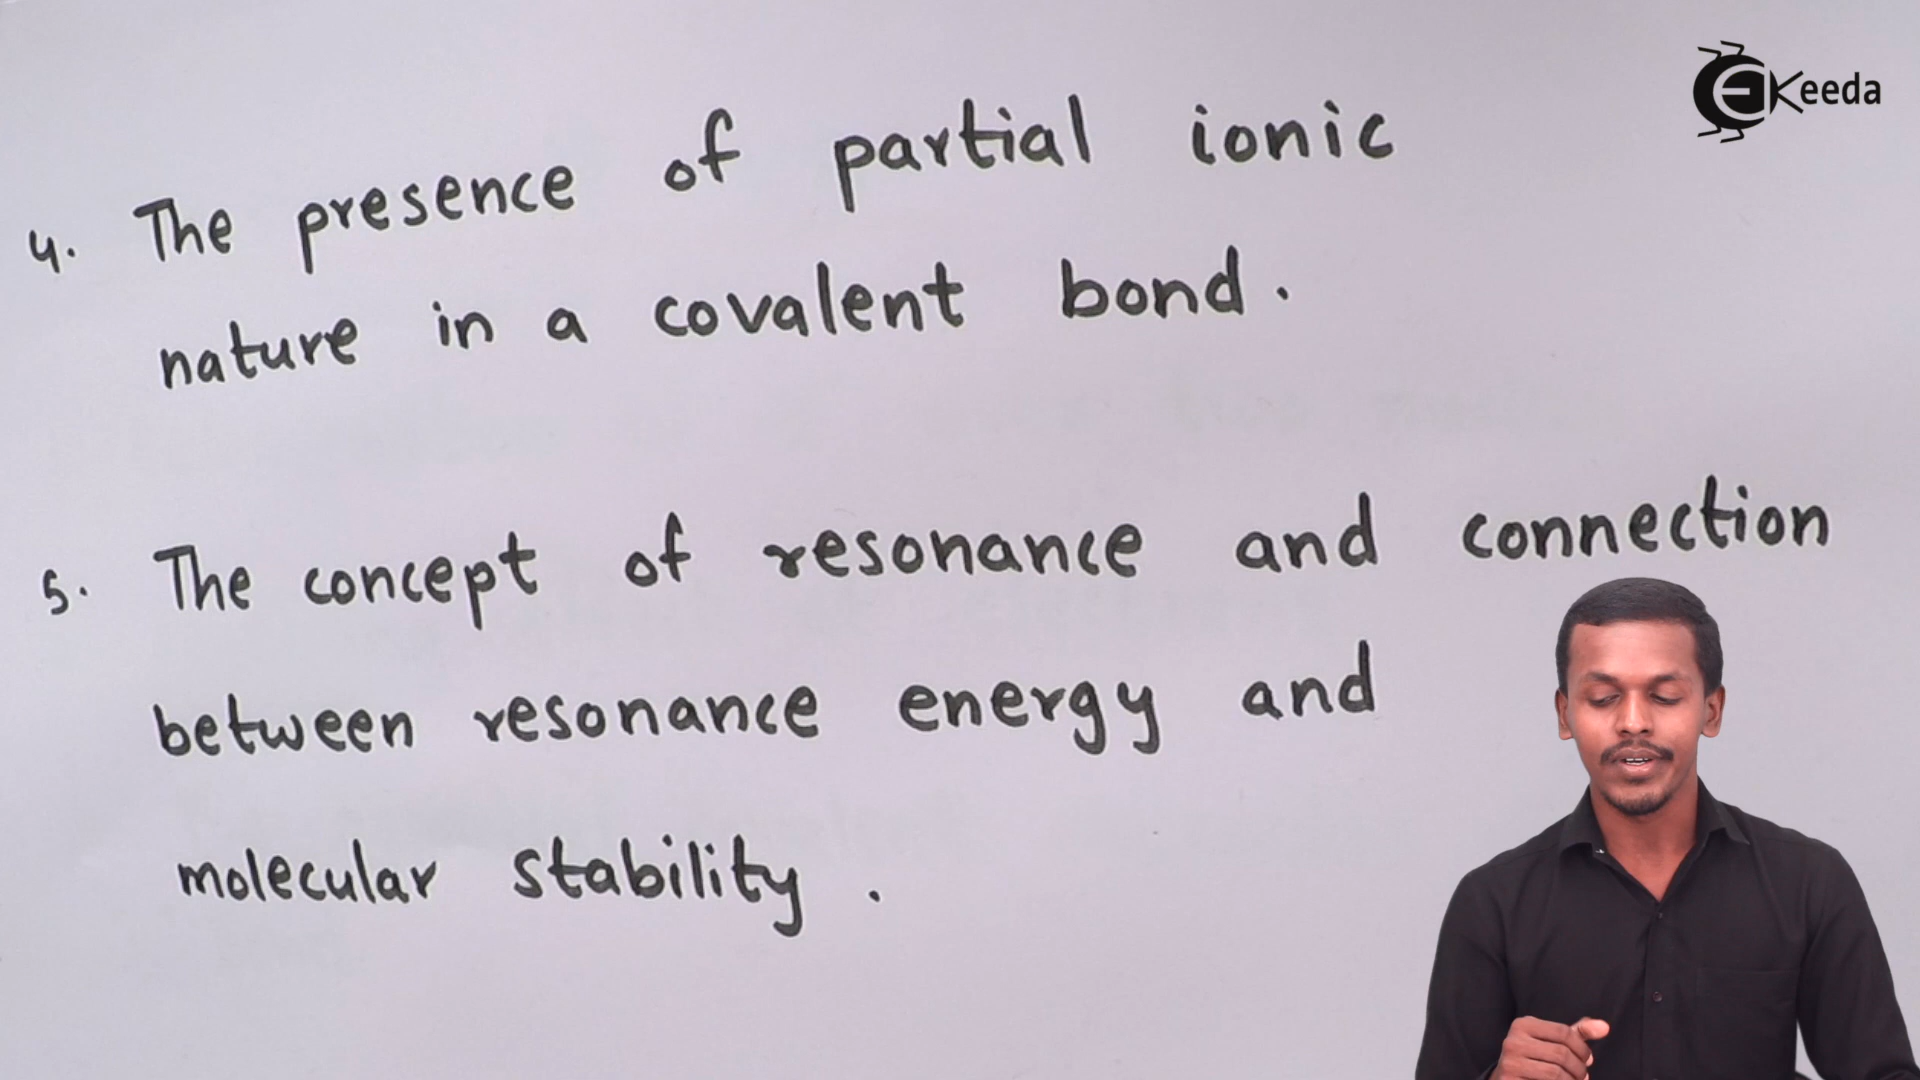 EKeeda
4. The presence of partial ionic
nature in a covalent bond.
5. The concept of resonance and connection
between resonance energy and
molecular stability.